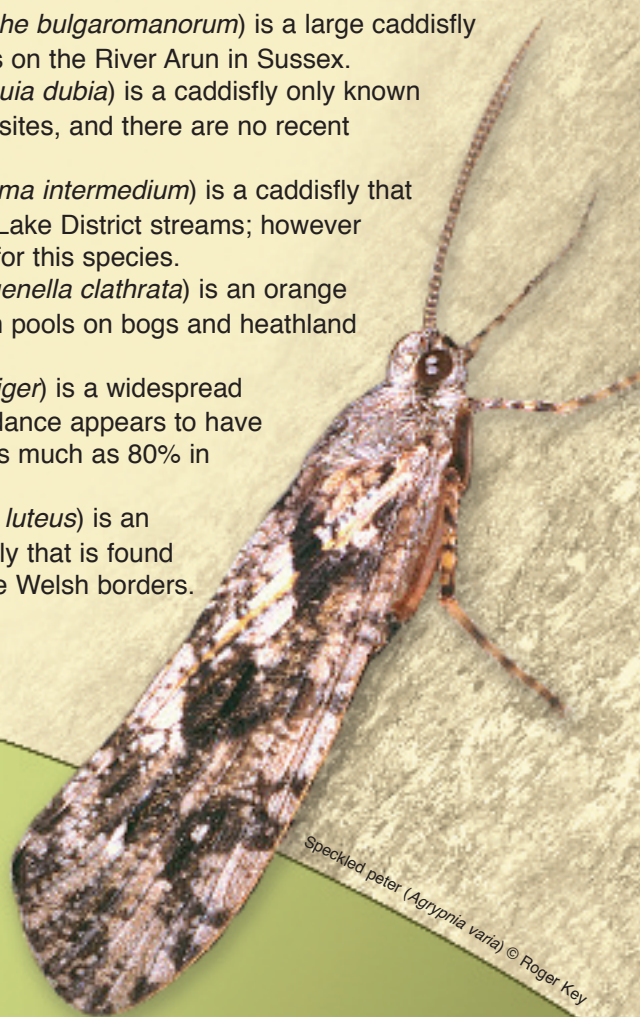 he bulgaromanorum) is a large caddisfly
s on the River Arun in Sussex.
uia dubia) is a caddisfly only known
sites, and there are no recent
ma intermedium) is a caddisfly that
Lake District streams; however
for this species.
enella clathrata) is an orange
n pools on bogs and heathland
iger) is a widespread
lance appears to have
s much as 80% in
luteus) is an
ly that is found
e Welsh borders.
Speckled peter (Agrypnia varia) © Roger Key